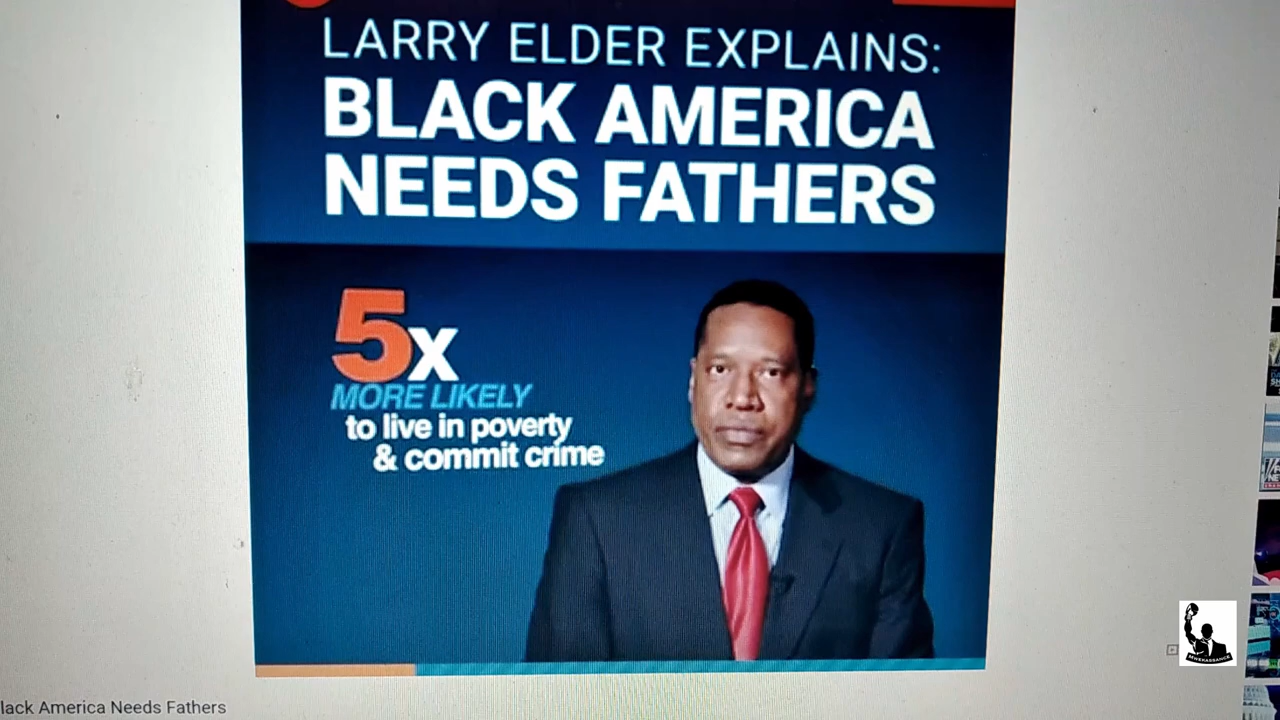 LARRY ELDER EXPLAINS:
BLACK AMERICA
NEEDS FATHERS
5x
MORE LIKELY
to live in poverty
& commit crime
lack America Needs Fathers